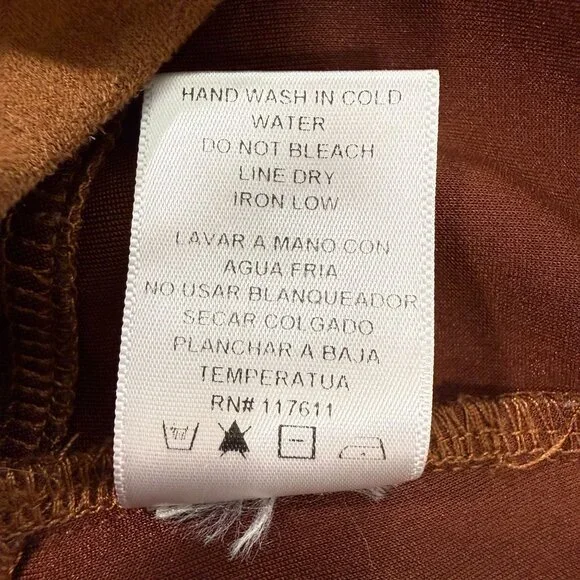 HAND WASH IN COLD
WATER
DO NOT BLEACH
LINE DRY
IRON LOW
LAVAR A MANO CON
AGUA FRIA
NO USAR BLANQUEADOR
SECAR COLGADO
PLANCHAR A BAJA
TEMPERATUA
RN# 117611